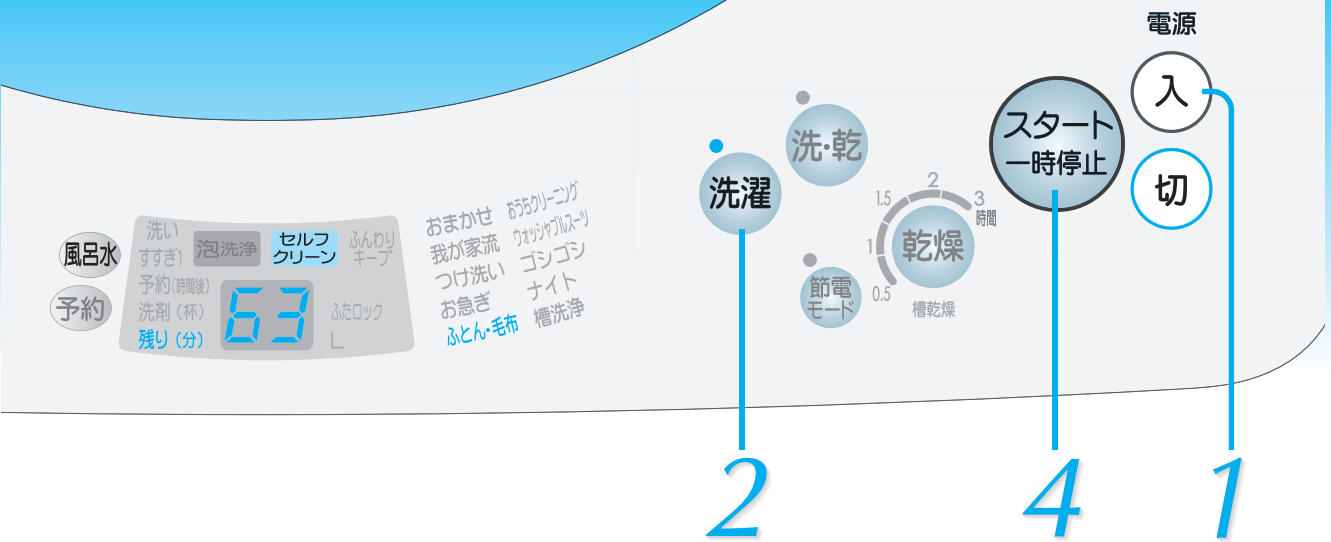 電源
入
切
スタート
一時停止
洗・乾
洗濯
乾燥
0.5
1
1.5
2
3
時間
槽乾燥
節電
モード
風呂水
予約
洗い
すすぎ1
予約(時間後)
洗剤(杯)
残り(分)
泡洗浄
セルフ
クリーン
ふんわり
キープ
63
ふたロック
L
おまかせ
我が家流
つけ洗い
お急ぎ
ふとん・毛布
おうちクリーニング
ウォッシャブルスーツ
ゴシゴシ
ナイト
槽洗浄
2
4
1